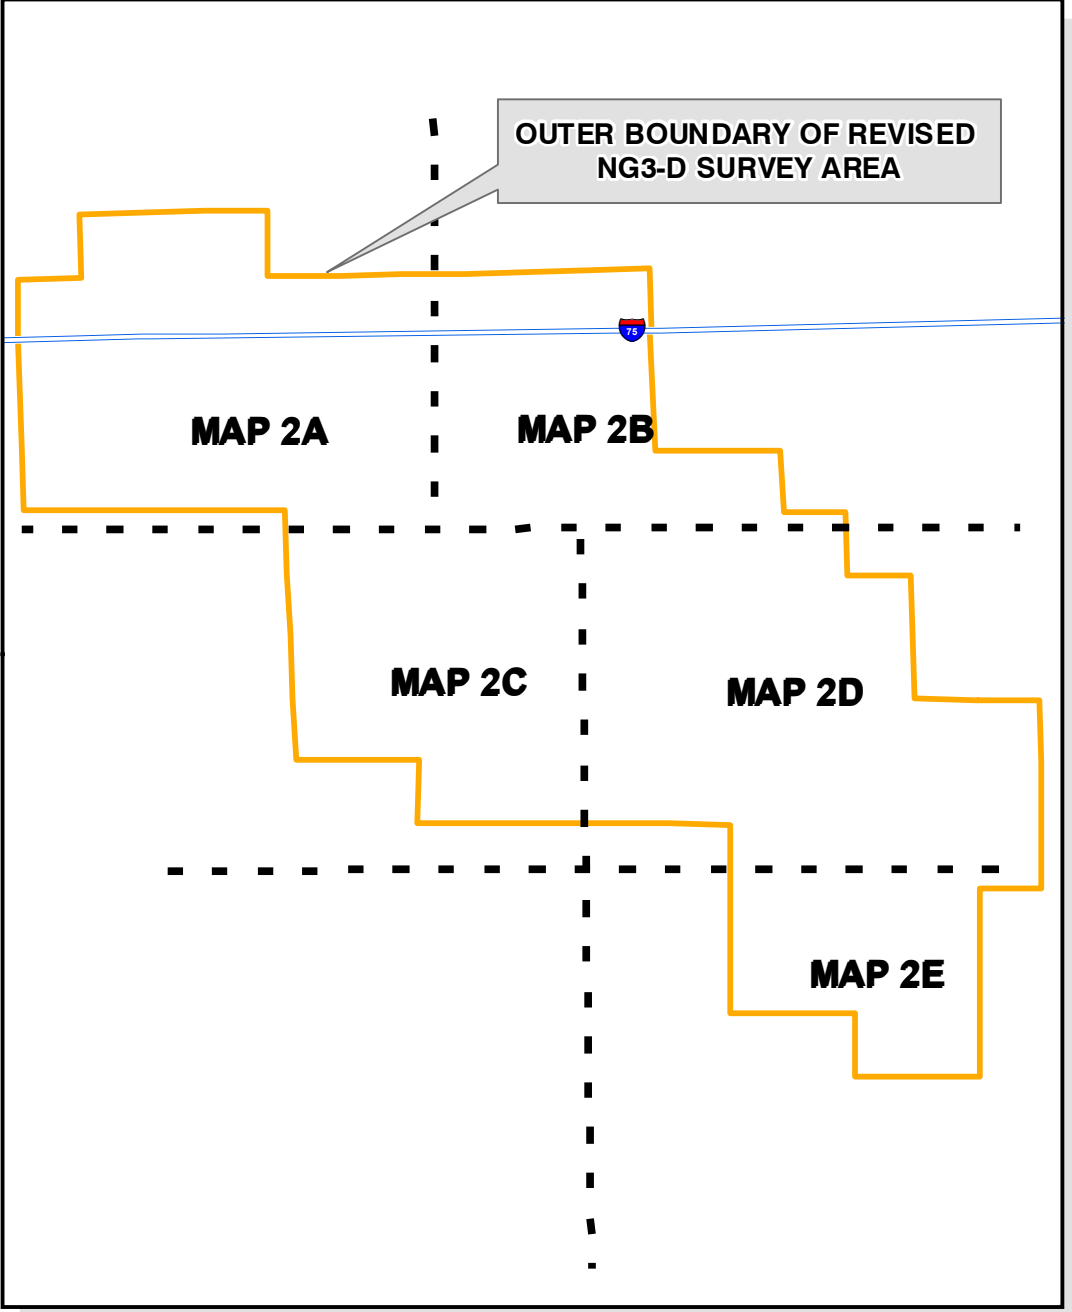 OUTER BOUNDARY OF REVISED
NG3-D SURVEY AREA
75
MAP 2A
MAP 2B
MAP 2C
MAP 2D
MAP 2E